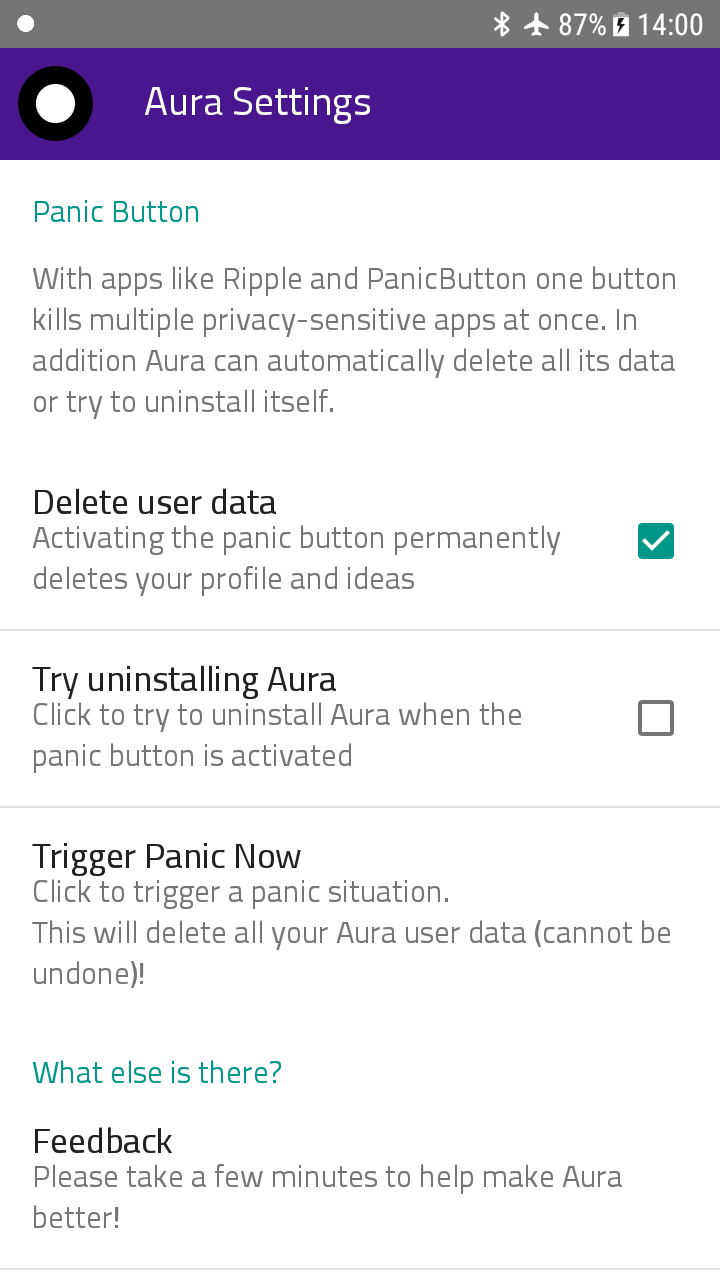 87% 14:00
Aura Settings
Panic Button
With apps like Ripple and PanicButton one button
kills multiple privacy-sensitive apps at once. In
addition Aura can automatically delete all its data
or try to uninstall itself.
Delete user data
Activating the panic button permanently
deletes your profile and ideas
Try uninstalling Aura
Click to try to uninstall Aura when the
panic button is activated
Trigger Panic Now
Click to trigger a panic situation.
This will delete all your Aura user data (cannot be
undone)!
What else is there?
Feedback
Please take a few minutes to help make Aura
better!